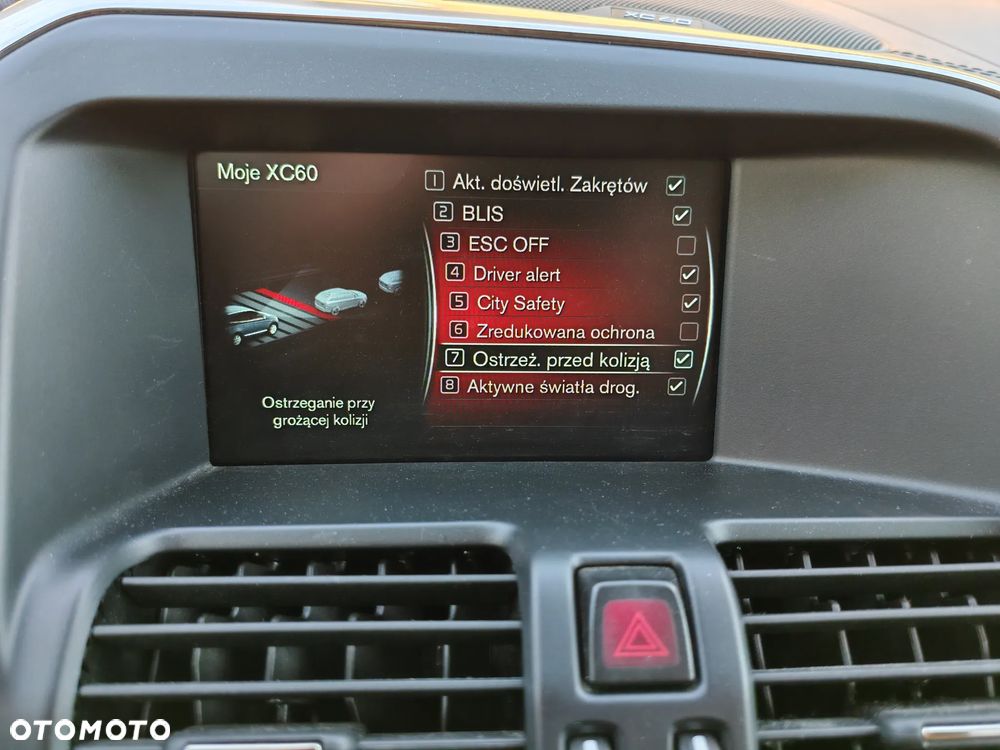 XC60
Moje XC60
1 Akt. doświetl. Zakrętów
2 BLIS
3 ESC OFF
4 Driver alert
5 City Safety
6 Zredukowana ochrona
7 Ostrzeż. przed kolizją
8 Aktywne światła drog.
Ostrzeganie przy
grożącej kolizji
OTOMOTO